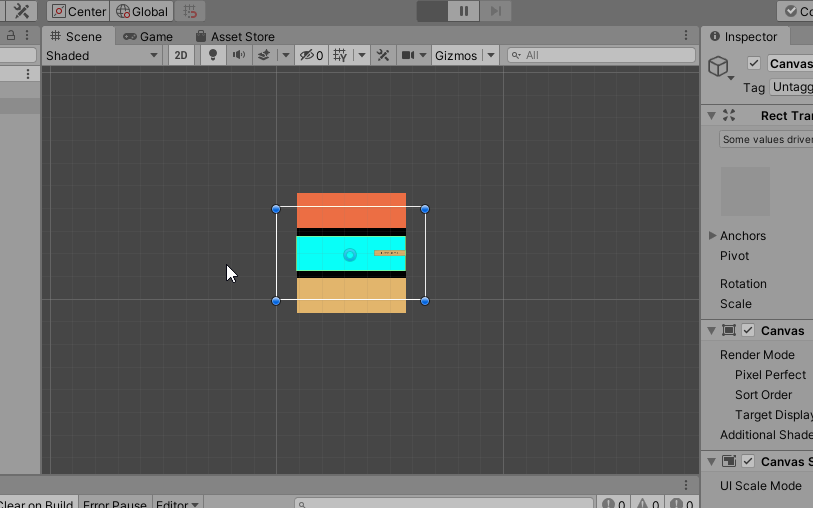 Center Global Co
Scene Game Asset Store
Inspector
Shaded 2D 0 Gizmos All
Canvas
Tag Untagg
Rect Tran
Some values driven
Anchors
Pivot
Rotation
Scale
Canvas
Render Mode
Pixel Perfect
Sort Order
Target Display
Additional Shade
Canvas S
UI Scale Mode
Clear on Build Error Pause Editor 0 0 0